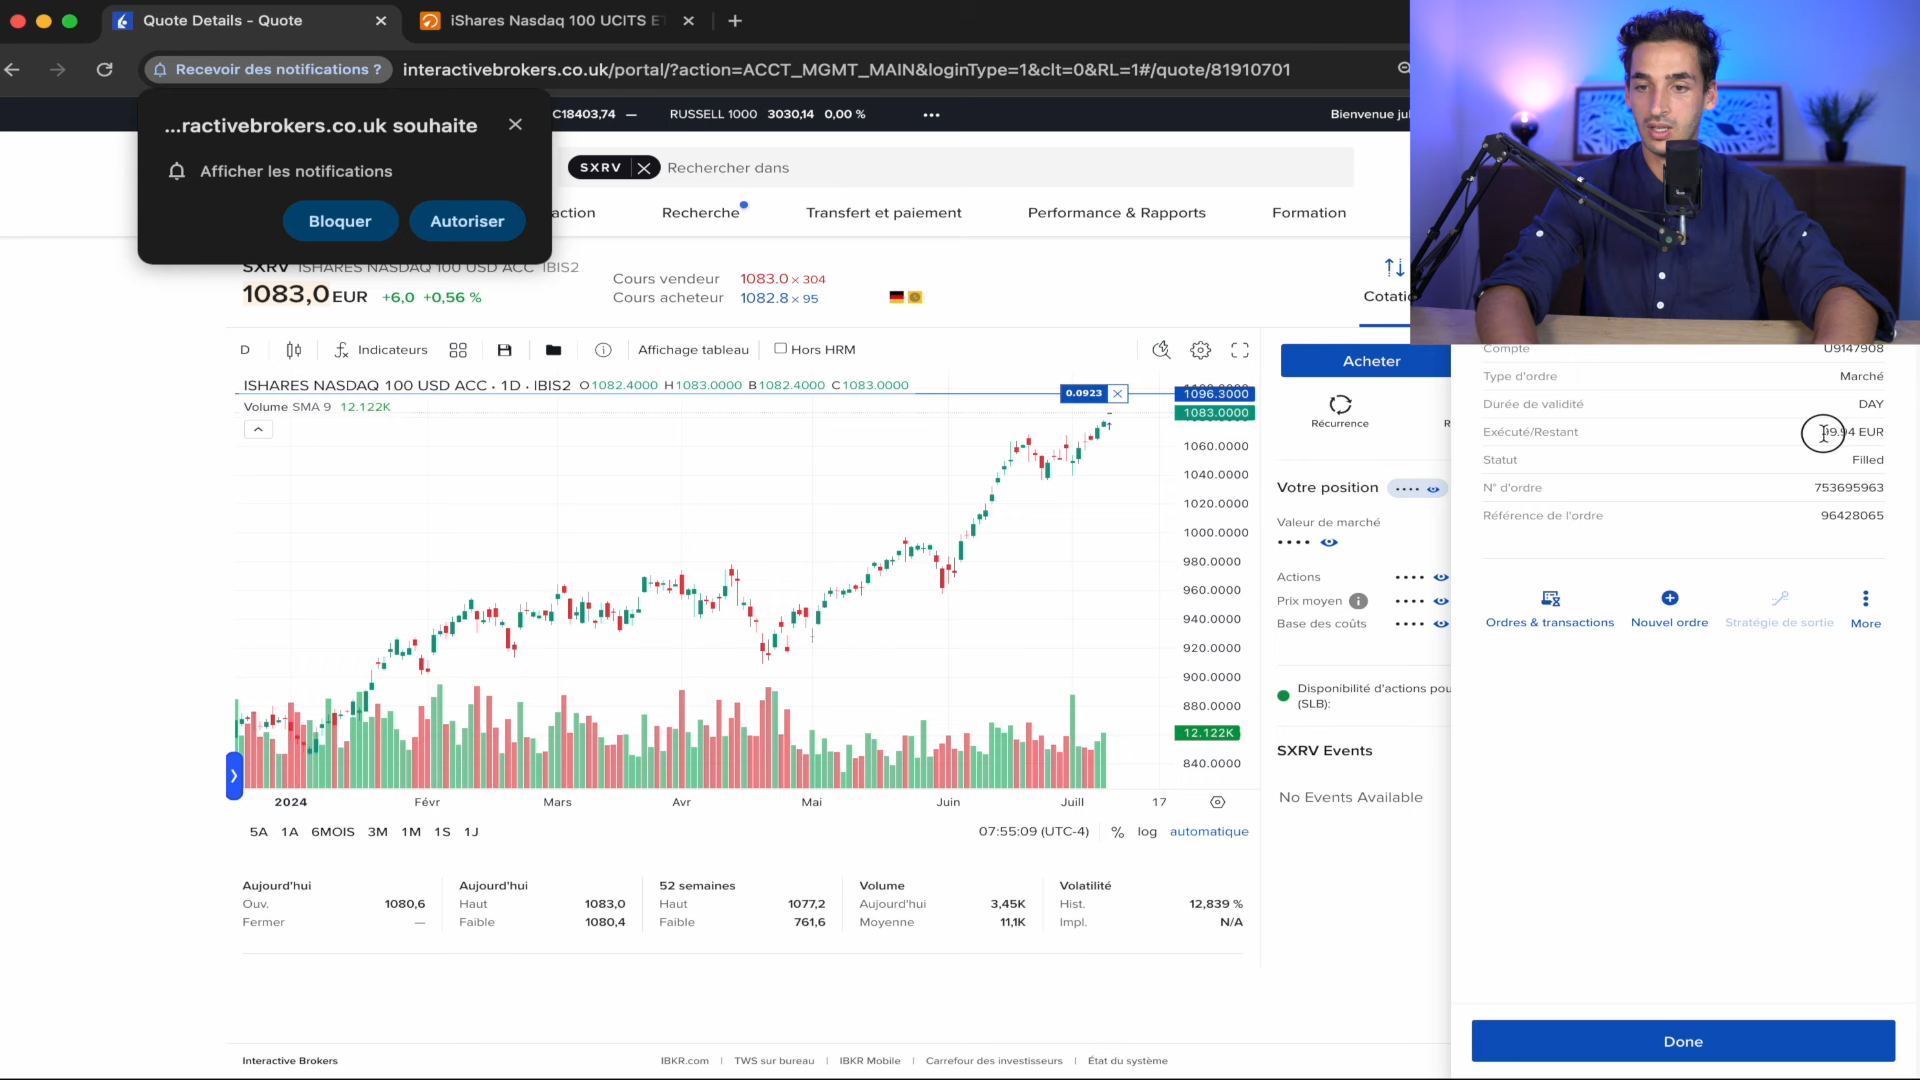 Quote Details - Quote
iShares Nasdaq 100 UCITS ET
Recevoir des notifications ?
interactivebrokers.co.uk/portal/?action=ACCT_MGMT_MAIN&loginType=1&clt=0&RL=1#/quote/81910701
...ractivebrokers.co.uk souhaite
Afficher les notifications
Bloquer
Autoriser
C18403,74 —
RUSSELL 1000 3030,14 0,00 %
Bienvenue jul
SXRV
Rechercher dans
action
Recherche
Transfert et paiement
Performance & Rapports
Formation
SXRV ISHARES NASDAQ 100 USD ACC IBIS2
1083,0 EUR +6,0 +0,56 %
Cours vendeur 1083.0 × 304
Cours acheteur 1082.8 × 95
Cotatio
D
Indicateurs
Affichage tableau
Hors HRM
ISHARES NASDAQ 100 USD ACC · 1D · IBIS2 O1082.4000 H1083.0000 B1082.4000 C1083.0000
Volume SMA 9 12.122K
0.0923
1096.3000
1083.0000
1060.0000
1040.0000
1020.0000
1000.0000
980.0000
960.0000
940.0000
920.0000
900.0000
880.0000
12.122K
840.0000
2024 Févr Mars Avr Mai Juin Juill 17
5A 1A 6MOIS 3M 1M 1S 1J
07:55:09 (UTC-4) % log automatique
Aujourd'hui
Ouv. 1080,6
Fermer —
Aujourd'hui
Haut 1083,0
Faible 1080,4
52 semaines
Haut 1077,2
Faible 761,6
Volume
Aujourd'hui 3,45K
Moyenne 11,1K
Volatilité
Hist. 12,839 %
Impl. N/A
Acheter
Récurrence
R
Votre position
Valeur de marché
Actions
Prix moyen
Base des coûts
Disponibilité d'actions pou
(SLB):
SXRV Events
No Events Available
Compte U9147908
Type d'ordre Marché
Durée de validité DAY
Exécuté/Restant 99.94 EUR
Statut Filled
N° d'ordre 753695963
Référence de l'ordre 96428065
Ordres & transactions
Nouvel ordre
Stratégie de sortie
More
Done
Interactive Brokers
IBKR.com | TWS sur bureau | IBKR Mobile | Carrefour des investisseurs | État du système